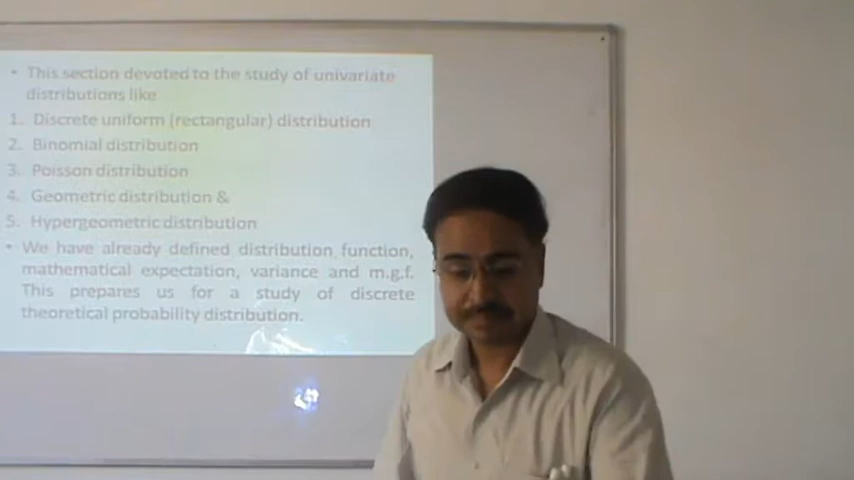 • This section devoted to the study of univariate
distributions like
1. Discrete uniform (rectangular) distribution
2. Binomial distribution
3. Poisson distribution
4. Geometric distribution &
5. Hypergeometric distribution
• We have already defined distribution function,
mathematical expectation, variance and m.g.f.
This prepares us for a study of discrete
theoretical probability distribution.